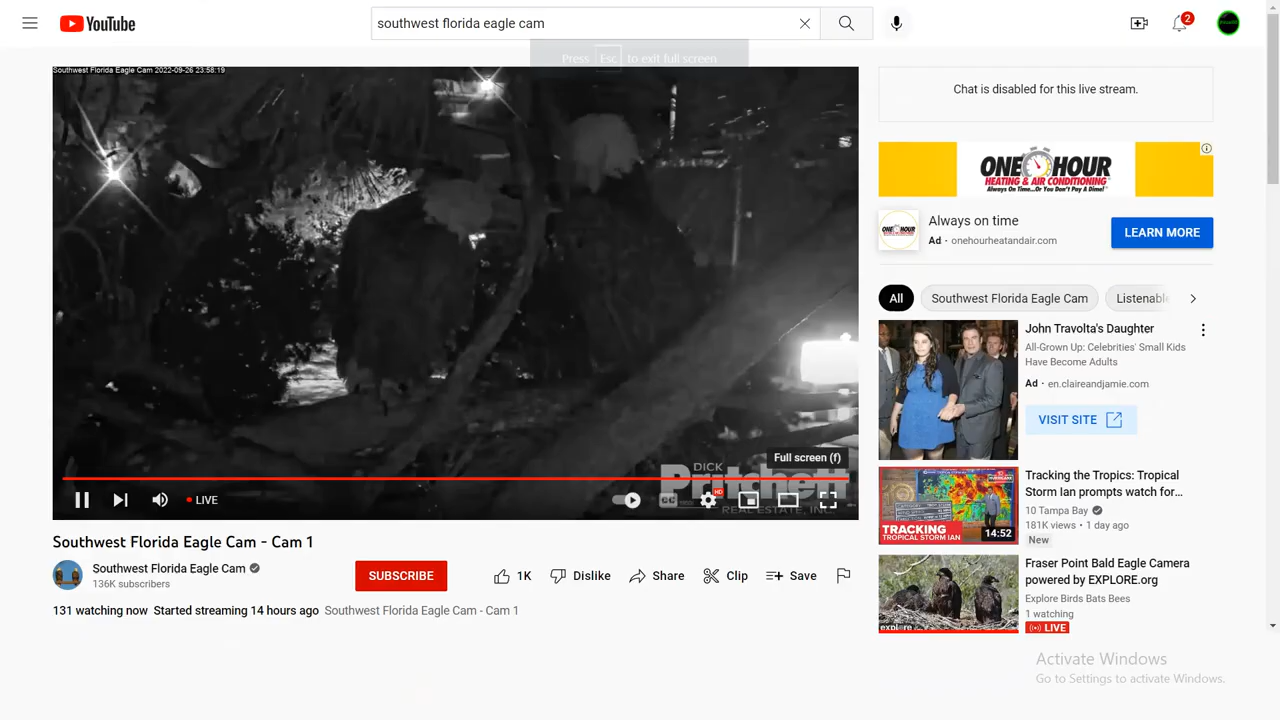 YouTube
southwest florida eagle cam
2
Press Esc to exit full screen
Southwest Florida Eagle Cam 2022-09-26 23:58:19
Chat is disabled for this live stream.
ONE HOUR
HEATING & AIR CONDITIONING
Always On Time...Or You Don't Pay A Dime!
Always on time
Ad · onehourheatandair.com
LEARN MORE
All
Southwest Florida Eagle Cam
Listenable
John Travolta's Daughter
All-Grown Up: Celebrities' Small Kids
Have Become Adults
Ad · en.claireandjamie.com
VISIT SITE
Full screen (f)
DICK
Pritchett
REAL ESTATE, INC.
CC
HD
LIVE
TRACKING
TROPICAL STORM IAN
14:52
Tracking the Tropics: Tropical
Storm Ian prompts watch for...
10 Tampa Bay
181K views · 1 day ago
New
Southwest Florida Eagle Cam - Cam 1
Southwest Florida Eagle Cam
136K subscribers
SUBSCRIBE
1K
Dislike
Share
Clip
Save
131 watching now Started streaming 14 hours ago Southwest Florida Eagle Cam - Cam 1
explore
Fraser Point Bald Eagle Camera
powered by EXPLORE.org
Explore Birds Bats Bees
1 watching
LIVE
Activate Windows
Go to Settings to activate Windows.